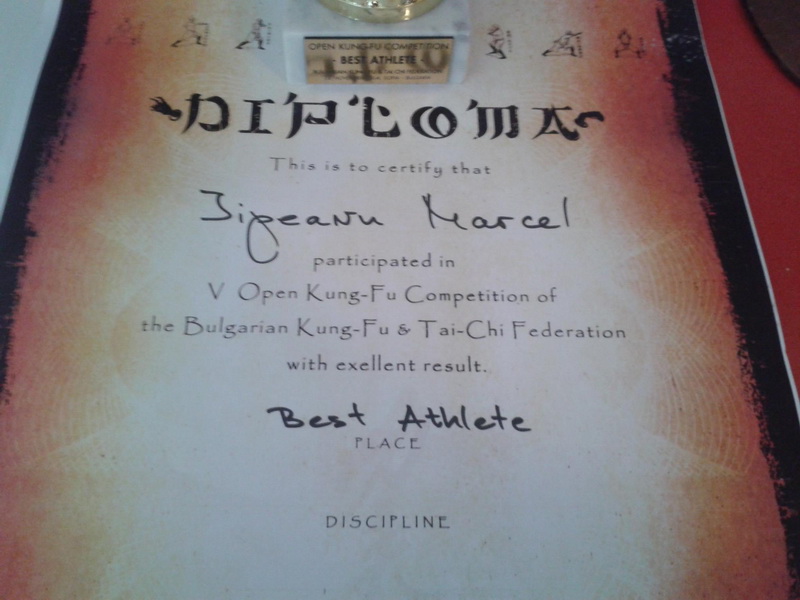 OPEN KUNG-FU COMPETITION
BEST ATHLETE
DIPLOMA
This is to certify that
Jipeanu Marcel
participated in
V Open Kung-Fu Competition of
the Bulgarian Kung-Fu & Tai-Chi Federation
with exellent result.
Best Athlete
PLACE
DISCIPLINE